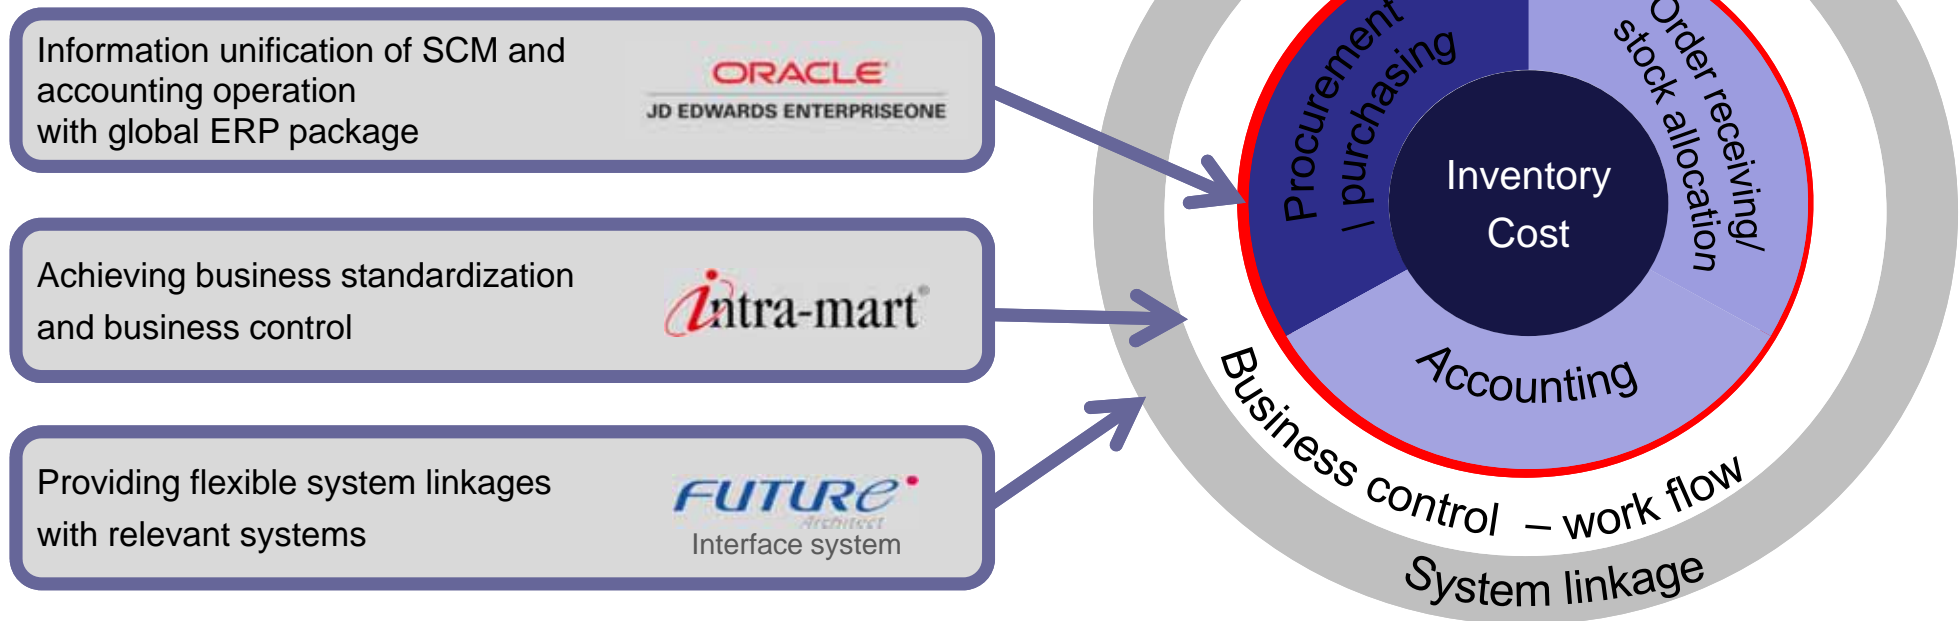 Information unification of SCM and
accounting operation
with global ERP package
ORACLE
JD EDWARDS ENTERPRISEONE
Achieving business standardization
and business control
intra-mart®
Providing flexible system linkages
with relevant systems
FUTURE
Architect
Interface system
Procurement
/ purchasing
Order receiving/
stock allocation
Inventory
Cost
Accounting
Business control – work flow
System linkage